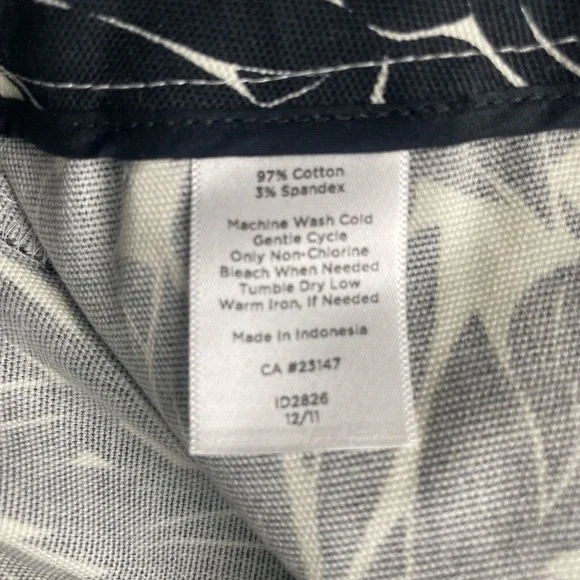 97% Cotton
3% Spandex
Machine Wash Cold
Gentle Cycle
Only Non-Chlorine
Bleach When Needed
Tumble Dry Low
Warm Iron, If Needed
Made In Indonesia
CA #23147
ID2826
12/11